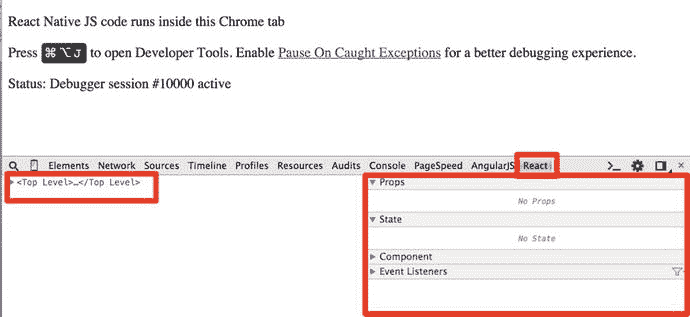 React Native JS code runs inside this Chrome tab
Press ⌘⌥J to open Developer Tools. Enable Pause On Caught Exceptions for a better debugging experience.
Status: Debugger session #10000 active
Elements Network Sources Timeline Profiles Resources Audits Console PageSpeed AngularJS React
<Top Level>…</Top Level>
Props
No Props
State
No State
Component
Event Listeners